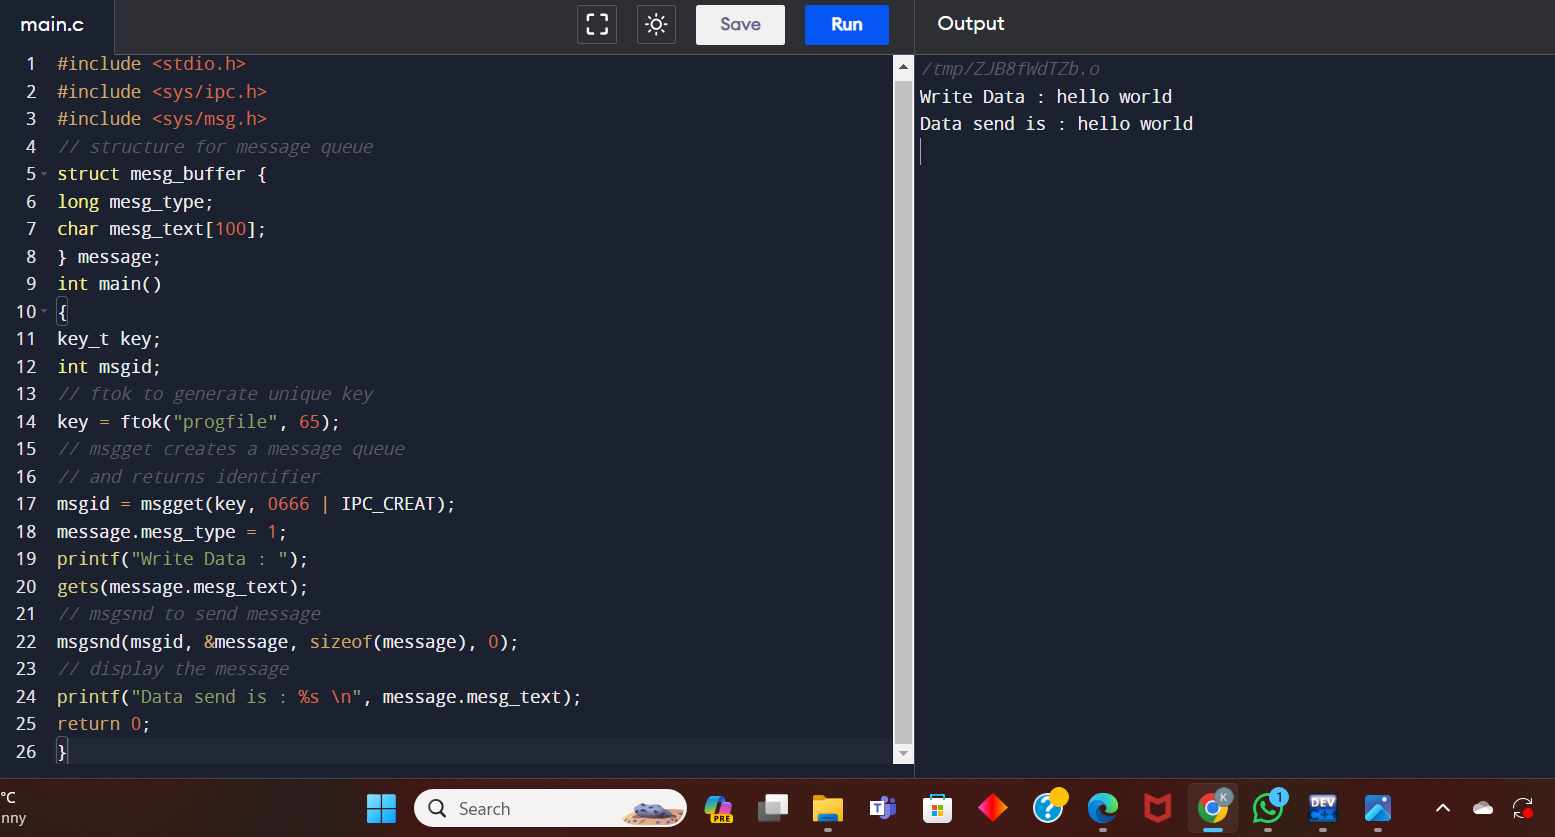 main.c
Save
Run
Output
1 #include <stdio.h>
2 #include <sys/ipc.h>
3 #include <sys/msg.h>
4 // structure for message queue
5 struct mesg_buffer {
6 long mesg_type;
7 char mesg_text[100];
8 } message;
9 int main()
10 {
11 key_t key;
12 int msgid;
13 // ftok to generate unique key
14 key = ftok("progfile", 65);
15 // msgget creates a message queue
16 // and returns identifier
17 msgid = msgget(key, 0666 | IPC_CREAT);
18 message.mesg_type = 1;
19 printf("Write Data : ");
20 gets(message.mesg_text);
21 // msgsnd to send message
22 msgsnd(msgid, &message, sizeof(message), 0);
23 // display the message
24 printf("Data send is : %s \n", message.mesg_text);
25 return 0;
26 }
/tmp/ZJB8fWdTZb.o
Write Data : hello world
Data send is : hello world
°C
nny
Search
PRE
T
?
K
1
DEV
C++